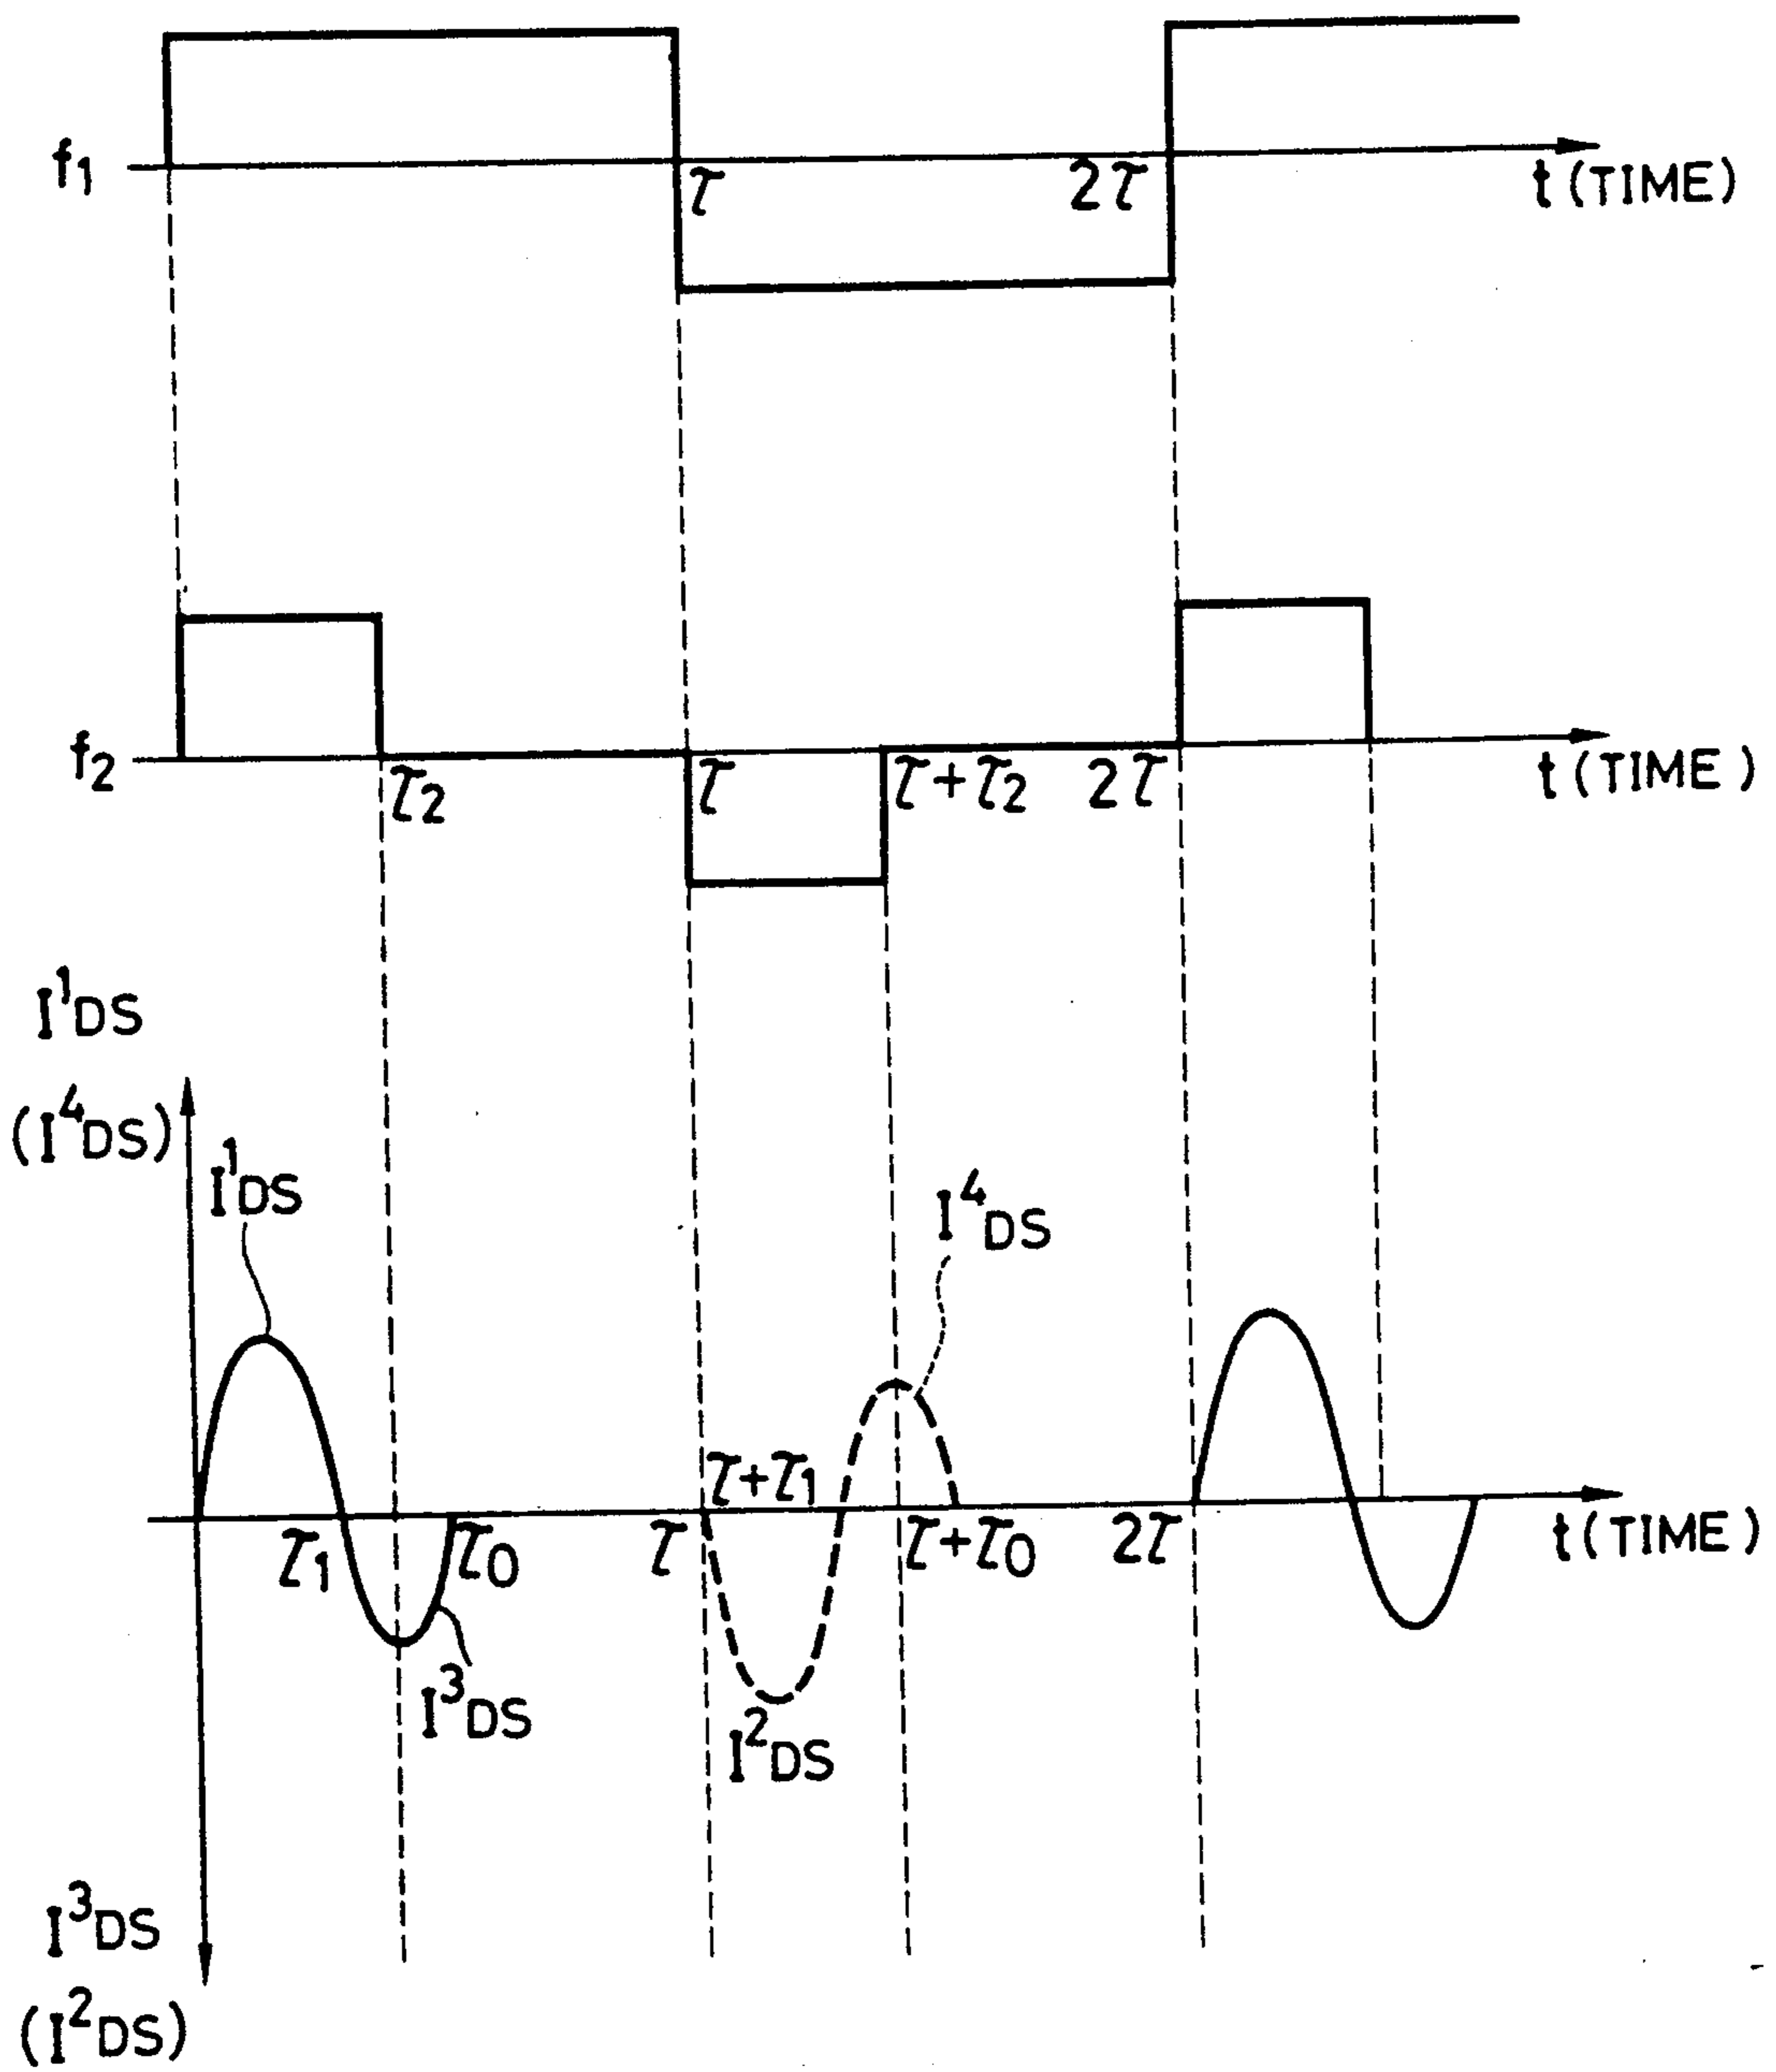 f1
τ
2τ
t (TIME)
f2
τ2
τ
τ+τ2
2τ
t (TIME)
I¹DS
(I⁴DS)
I¹DS
I⁴DS
τ+τ1
τ1
τ0
τ
τ+τ0
2τ
t (TIME)
I³DS
I²DS
I³DS
(I²DS)